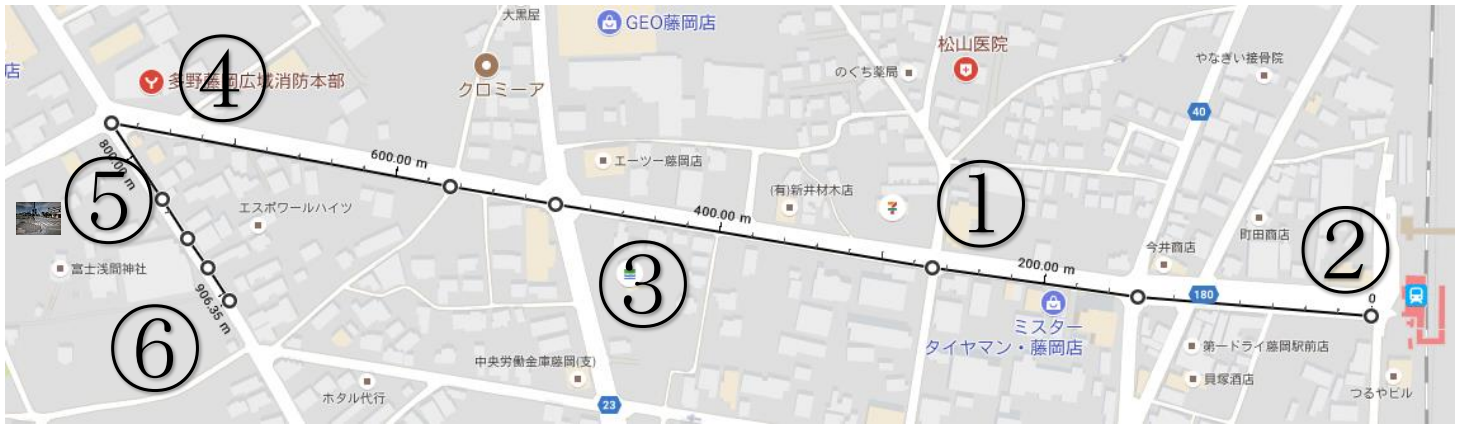 大黒屋
GEO藤岡店
松山医院
やなぎい接骨院
店
④
多野藤岡広域消防本部
クロミーア
のぐち薬局
40
600.00 m
エーツー藤岡店
800.00 m
⑤
エスポワールハイツ
(有)新井材木店
①
400.00 m
町田商店
今井商店
②
富士浅間神社
③
200.00 m
180
0
906.35 m
ミスター
タイヤマン・藤岡店
⑥
第一ドライ藤岡駅前店
中央労働金庫藤岡(支)
貝塚酒店
ホタル代行
23
つるやビル